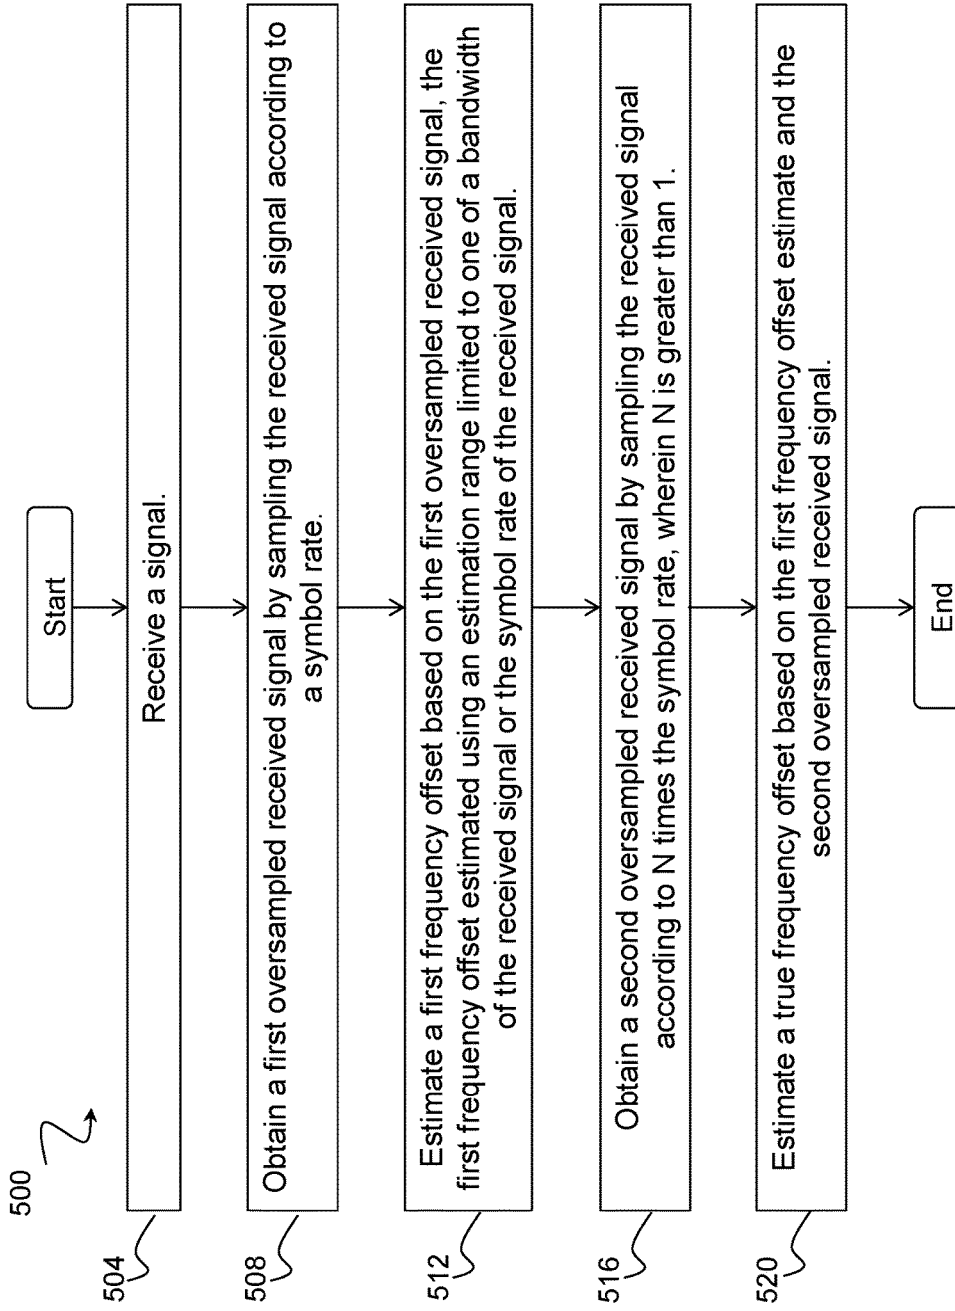 500
Start
504
Receive a signal.
508
Obtain a first oversampled received signal by sampling the received signal according to
a symbol rate.
512
Estimate a first frequency offset based on the first oversampled received signal, the
first frequency offset estimated using an estimation range limited to one of a bandwidth
of the received signal or the symbol rate of the received signal.
516
Obtain a second oversampled received signal by sampling the received signal
according to N times the symbol rate, wherein N is greater than 1.
520
Estimate a true frequency offset based on the first frequency offset estimate and the
second oversampled received signal.
End